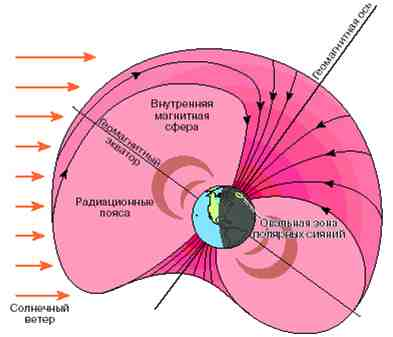 Геомагнитная ось
Внутренняя
магнитная
сфера
Геомагнитный
экватор
Радиационные
пояса
Овальная зона
полярных сияний
Солнечный
ветер